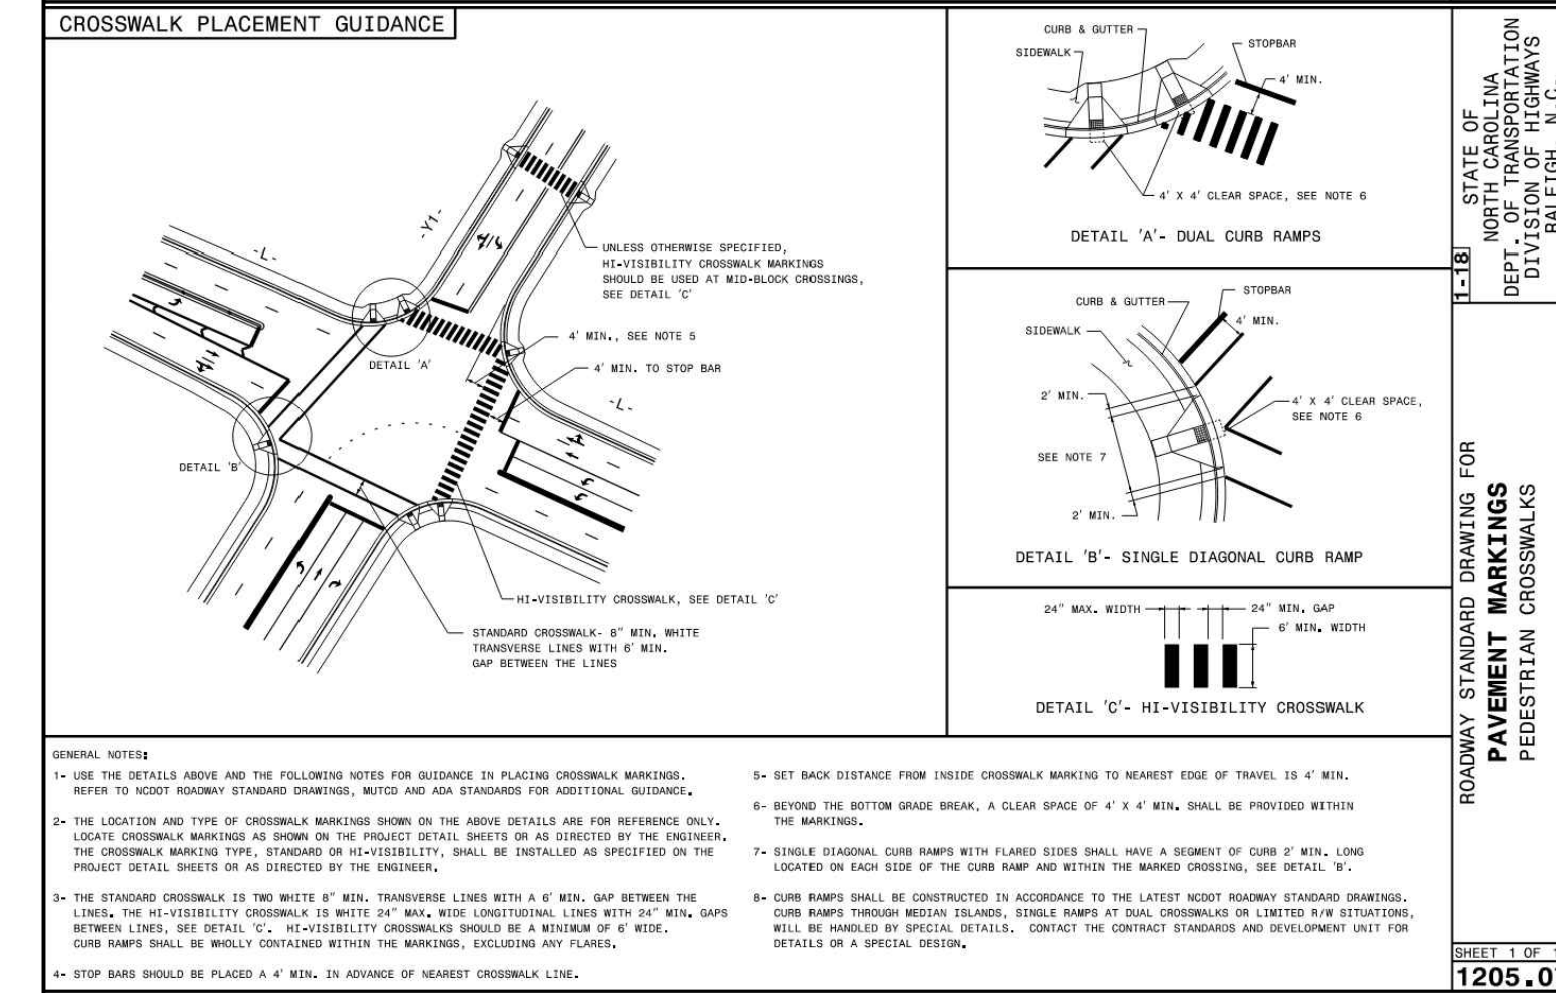 CROSSWALK PLACEMENT GUIDANCE
-L-
-Y1-
UNLESS OTHERWISE SPECIFIED,
HI-VISIBILITY CROSSWALK MARKINGS
SHOULD BE USED AT MID-BLOCK CROSSINGS,
SEE DETAIL 'C'
4' MIN., SEE NOTE 5
4' MIN. TO STOP BAR
DETAIL 'A'
-L-
DETAIL 'B'
HI-VISIBILITY CROSSWALK, SEE DETAIL 'C'
STANDARD CROSSWALK- 8" MIN. WHITE
TRANSVERSE LINES WITH 6' MIN.
GAP BETWEEN THE LINES
CURB & GUTTER
SIDEWALK
STOPBAR
4' MIN.
4' X 4' CLEAR SPACE, SEE NOTE 6
DETAIL 'A'- DUAL CURB RAMPS
STOPBAR
CURB & GUTTER
4' MIN.
SIDEWALK
2' MIN.
4' X 4' CLEAR SPACE,
SEE NOTE 6
SEE NOTE 7
2' MIN.
DETAIL 'B'- SINGLE DIAGONAL CURB RAMP
24" MAX. WIDTH
24" MIN. GAP
6' MIN. WIDTH
DETAIL 'C'- HI-VISIBILITY CROSSWALK
GENERAL NOTES:
1- USE THE DETAILS ABOVE AND THE FOLLOWING NOTES FOR GUIDANCE IN PLACING CROSSWALK MARKINGS.
REFER TO NCDOT ROADWAY STANDARD DRAWINGS, MUTCD AND ADA STANDARDS FOR ADDITIONAL GUIDANCE.
2- THE LOCATION AND TYPE OF CROSSWALK MARKINGS SHOWN ON THE ABOVE DETAILS ARE FOR REFERENCE ONLY.
LOCATE CROSSWALK MARKINGS AS SHOWN ON THE PROJECT DETAIL SHEETS OR AS DIRECTED BY THE ENGINEER.
THE CROSSWALK MARKING TYPE, STANDARD OR HI-VISIBILITY, SHALL BE INSTALLED AS SPECIFIED ON THE
PROJECT DETAIL SHEETS OR AS DIRECTED BY THE ENGINEER.
3- THE STANDARD CROSSWALK IS TWO WHITE 8" MIN. TRANSVERSE LINES WITH A 6' MIN. GAP BETWEEN THE
LINES. THE HI-VISIBILITY CROSSWALK IS WHITE 24" MAX. WIDE LONGITUDINAL LINES WITH 24" MIN. GAPS
BETWEEN LINES, SEE DETAIL 'C'. HI-VISIBILITY CROSSWALKS SHOULD BE A MINIMUM OF 6' WIDE.
CURB RAMPS SHALL BE WHOLLY CONTAINED WITHIN THE MARKINGS, EXCLUDING ANY FLARES.
4- STOP BARS SHOULD BE PLACED A 4' MIN. IN ADVANCE OF NEAREST CROSSWALK LINE.
5- SET BACK DISTANCE FROM INSIDE CROSSWALK MARKING TO NEAREST EDGE OF TRAVEL IS 4' MIN.
6- BEYOND THE BOTTOM GRADE BREAK, A CLEAR SPACE OF 4' X 4' MIN. SHALL BE PROVIDED WITHIN
THE MARKINGS.
7- SINGLE DIAGONAL CURB RAMPS WITH FLARED SIDES SHALL HAVE A SEGMENT OF CURB 2' MIN. LONG
LOCATED ON EACH SIDE OF THE CURB RAMP AND WITHIN THE MARKED CROSSING, SEE DETAIL 'B'.
8- CURB RAMPS SHALL BE CONSTRUCTED IN ACCORDANCE TO THE LATEST NCDOT ROADWAY STANDARD DRAWINGS.
CURB RAMPS THROUGH MEDIAN ISLANDS, SINGLE RAMPS AT DUAL CROSSWALKS OR LIMITED R/W SITUATIONS,
WILL BE HANDLED BY SPECIAL DETAILS. CONTACT THE CONTRACT STANDARDS AND DEVELOPMENT UNIT FOR
DETAILS OR A SPECIAL DESIGN.
STATE OF
NORTH CAROLINA
DEPT. OF TRANSPORTATION
DIVISION OF HIGHWAYS
RALEIGH, N.C.
1-18
ROADWAY STANDARD DRAWING FOR
PAVEMENT MARKINGS
PEDESTRIAN CROSSWALKS
SHEET 1 OF
1205.0